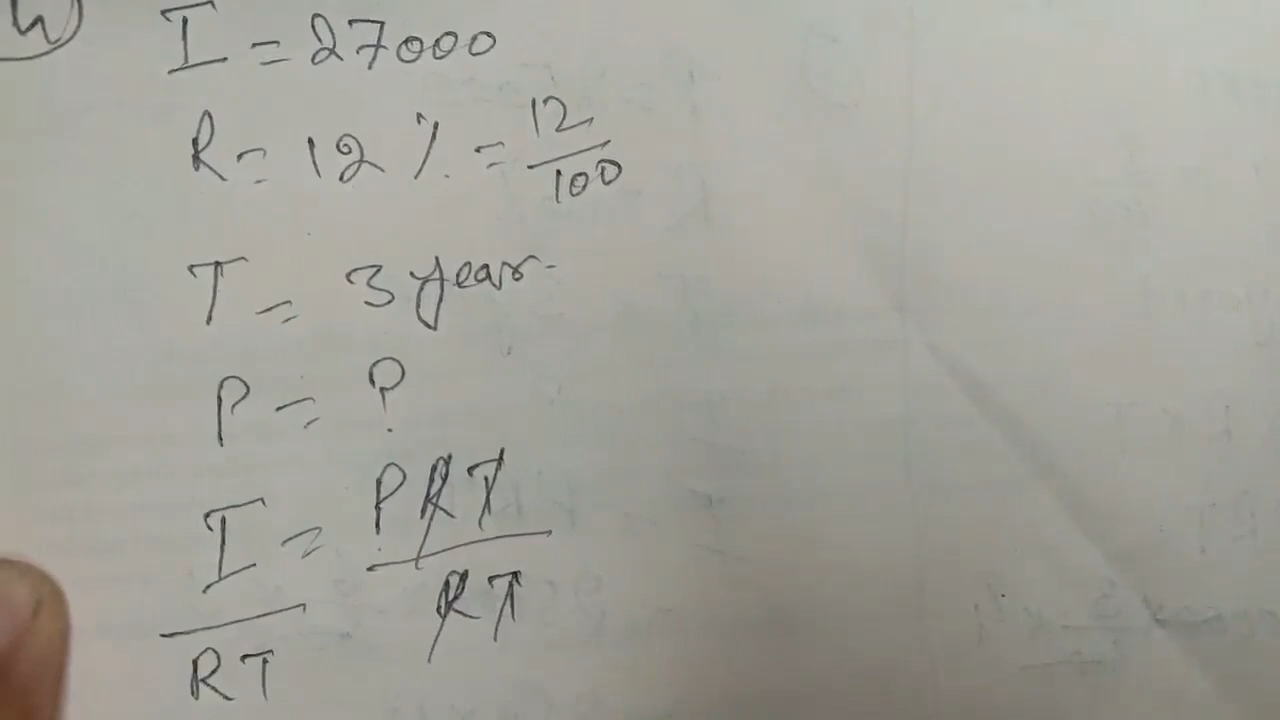 I = 27000
R = 12 % = 12/100
T = 3 year
P = ?
I/RT = PRT/RT